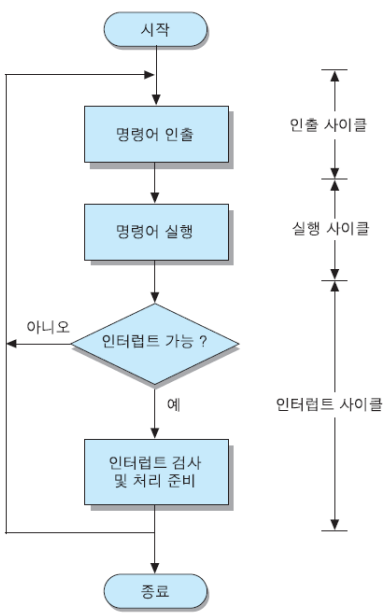 시작
명령어 인출
인출 사이클
명령어 실행
실행 사이클
인터럽트 가능 ?
아니오
예
인터럽트 사이클
인터럽트 검사
및 처리 준비
종료